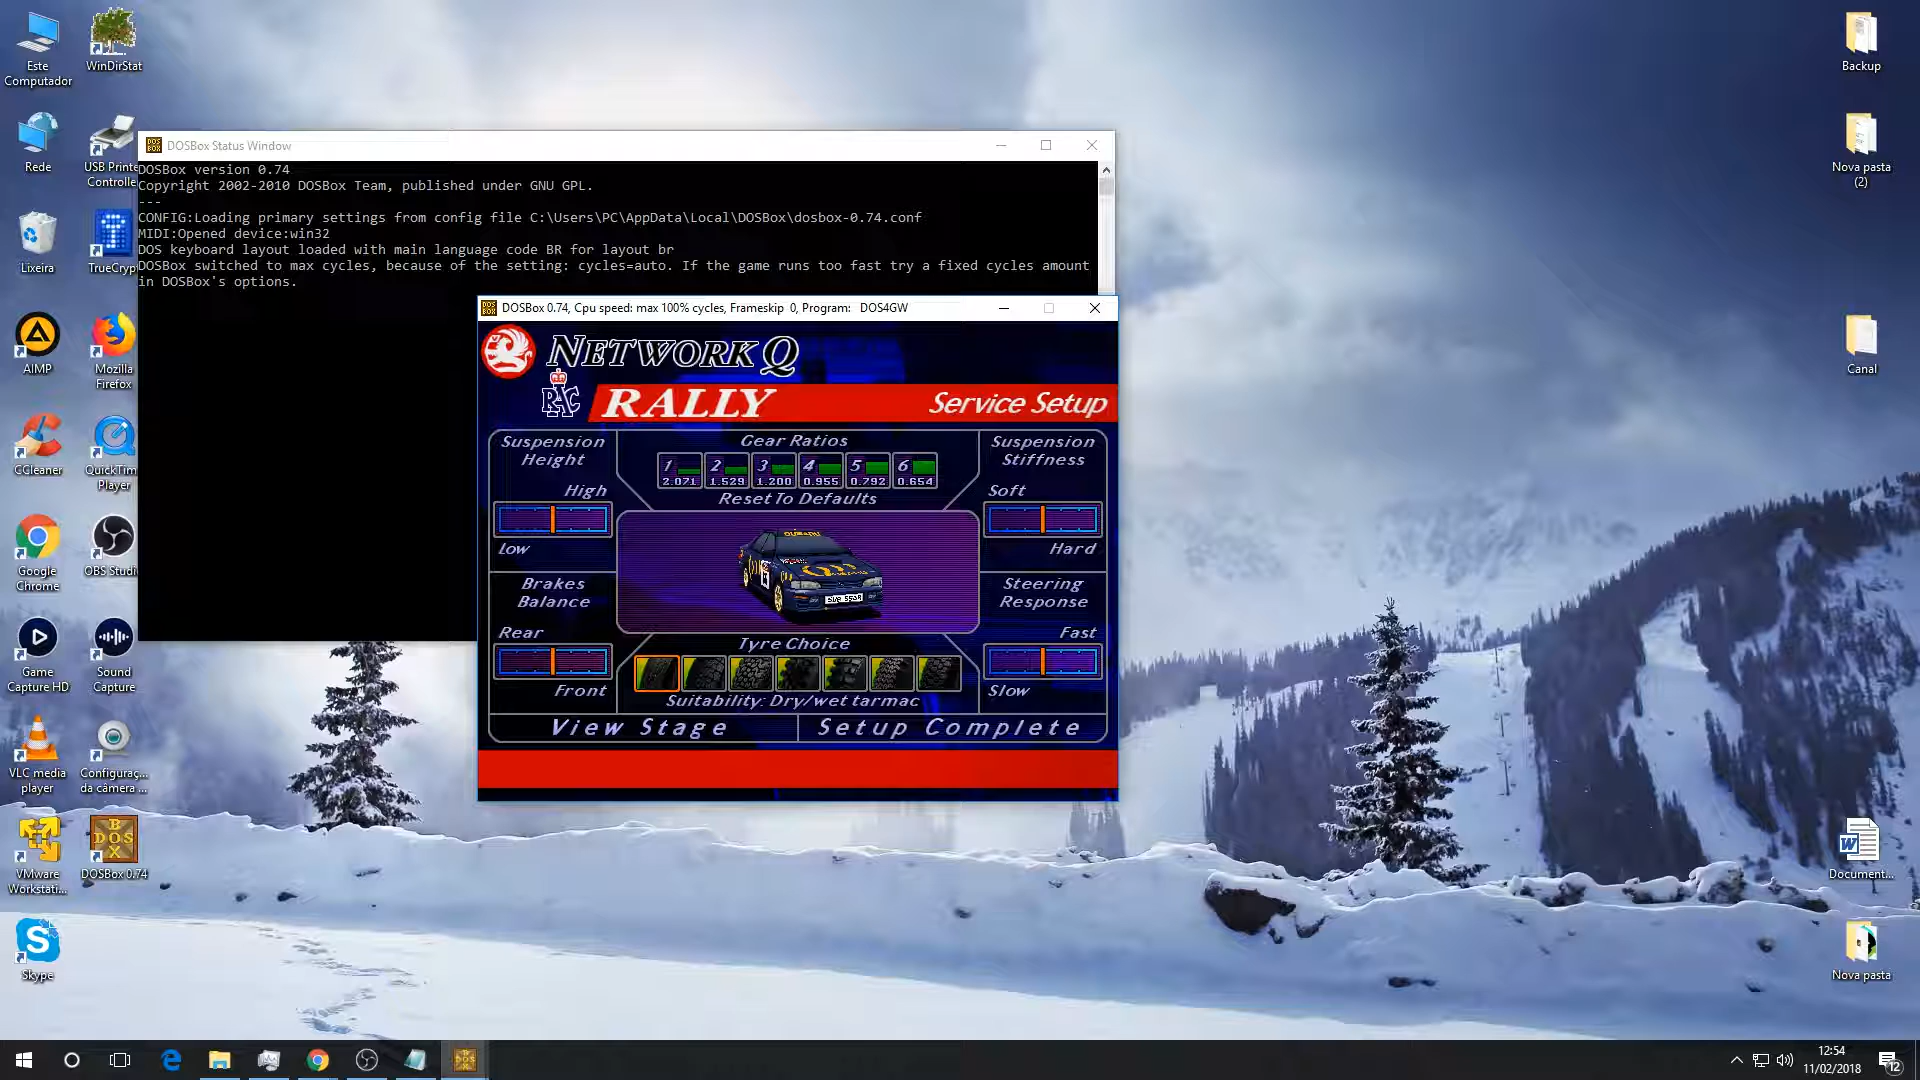 Este
Computador
WinDirStat
Rede
USB Printe
Controlle
Lixeira
TrueCryp
AIMP
Mozilla
Firefox
CCleaner
QuickTim
Player
Google
Chrome
OBS Studi
Game
Capture HD
Sound
Capture
VLC media
player
Configuraç...
da câmera ...
VMware
Workstati...
DOSBox 0.74
Skype
Backup
Nova pasta
(2)
Canal
Document...
Nova pasta
DOSBox Status Window
DOSBox version 0.74
Copyright 2002-2010 DOSBox Team, published under GNU GPL.
---
CONFIG:Loading primary settings from config file C:\Users\PC\AppData\Local\DOSBox\dosbox-0.74.conf
MIDI:Opened device:win32
DOS keyboard layout loaded with main language code BR for layout br
DOSBox switched to max cycles, because of the setting: cycles=auto. If the game runs too fast try a fixed cycles amount
in DOSBox's options.
DOSBox 0.74, Cpu speed: max 100% cycles, Frameskip 0, Program: DOS4GW
NETWORK Q
RAC RALLY
Service Setup
Suspension
Height
High
Low
Gear Ratios
1 2 3 4 5 6
2.071 1.529 1.200 0.955 0.792 0.654
Reset To Defaults
Suspension
Stiffness
Soft
Hard
Brakes
Balance
Rear
Front
SUBARU
Steering
Response
Fast
Slow
Tyre Choice
Suitability: Dry/wet tarmac
View Stage
Setup Complete
12:54
11/02/2018
12